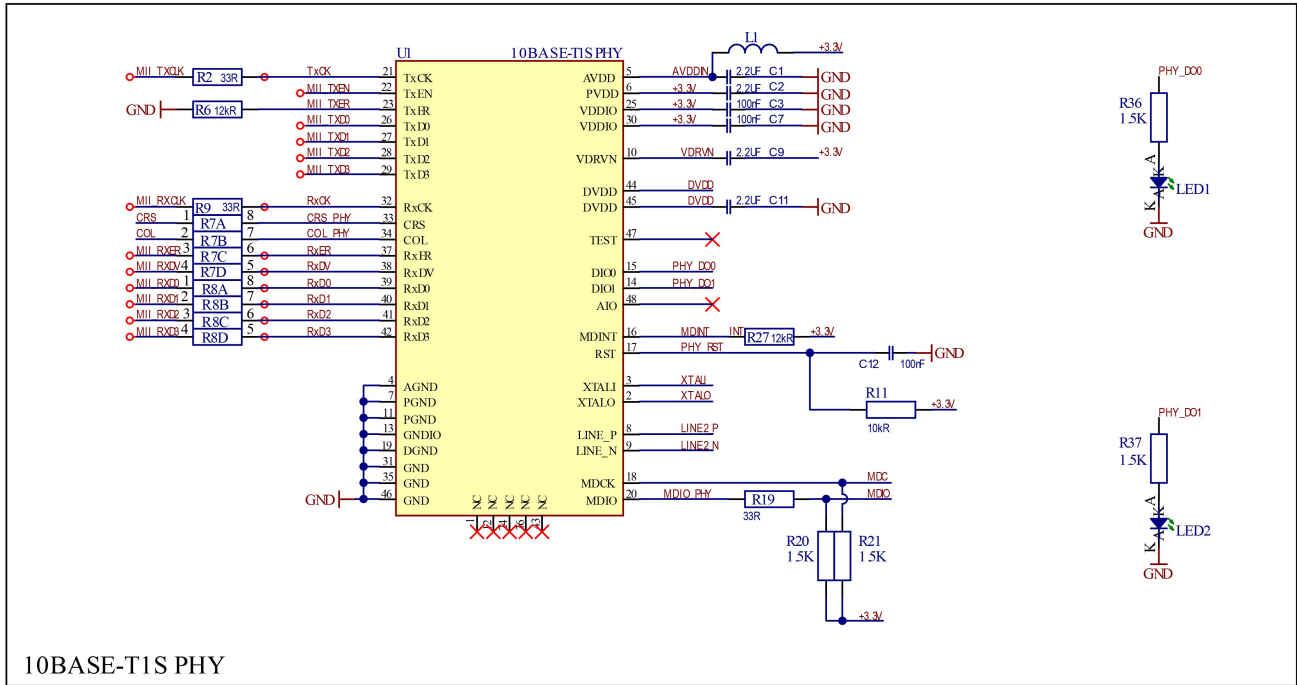 U1 10BASE-T1S PHY
MII_TXCLK R2 33R TxCK 21 TxCK
MII_TXEN 22 TxEN
GND R6 12kR MII_TXER 23 TxER
MII_TXD0 26 TxD0
MII_TXD1 27 TxD1
MII_TXD2 28 TxD2
MII_TXD3 29 TxD3
MII_RXCLK R9 33R RxCK 32 RxCK
CRS 1 R7A 8 CRS_PHY 33 CRS
COL 2 R7B 7 COL_PHY 34 COL
MII_RXER 3 R7C 6 RxER 37 RxER
MII_RXDV 4 R7D 5 RxDV 38 RxDV
MII_RXD0 1 R8A 8 RxD0 39 RxD0
MII_RXD1 2 R8B 7 RxD1 40 RxD1
MII_RXD2 3 R8C 6 RxD2 41 RxD2
MII_RXD3 4 R8D 5 RxD3 42 RxD3
4 AGND
7 PGND
11 PGND
13 GNDIO
19 DGND
31 GND
35 GND
GND 46 GND
NC NC NC NC NC
1 12 24 36 43
L1
+3.3V
AVDD 5 AVDDIN 2.2UF C1 GND
PVDD 6 +3.3V 2.2UF C2 GND
VDDIO 25 +3.3V 100nF C3 GND
VDDIO 30 +3.3V 100nF C7 GND
VDRVN 10 VDRVN 2.2UF C9 +3.3V
DVDD 44 DVDD
DVDD 45 DVDD 2.2UF C11 GND
TEST 47
DIO0 15 PHY_DO0
DIO1 14 PHY_DO1
AIO 48
MDINT 16 MDINT INT R27 12kR +3.3V
RST 17 PHY_RST
C12 100nF GND
R11
10kR
+3.3V
XTALI 3 XTALI
XTALO 2 XTALO
LINE_P 8 LINE2_P
LINE_N 9 LINE2_N
MDCK 18 MDC
MDIO 20 MDIO_PHY R19 MDIO
33R
R20 R21
1.5K 1.5K
+3.3V
PHY_DO0
R36
1.5K
A
K
A
K
LED1
GND
PHY_DO1
R37
1.5K
A
K
A
K
LED2
GND
10BASE-T1S PHY